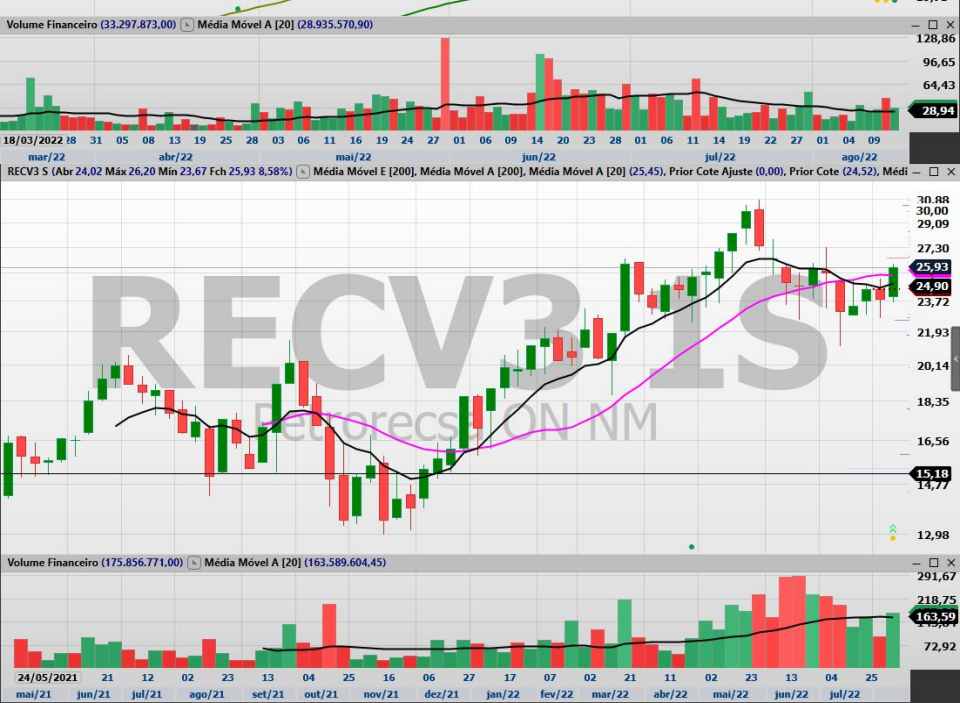 Volume Financeiro (33.297.873,00) Média Móvel A [20] (28.935.570,90)
128,86
96,65
64,43
28,94
18/03/2022 28 31 05 08 13 19 25 28 03 06 11 16 19 24 27 01 06 09 14 20 23 28 01 06 11 14 19 22 27 01 04 09
mar/22 abr/22 mai/22 jun/22 jul/22 ago/22
RECV3 S (Abr 24,02 Máx 26,20 Mín 23,67 Fch 25,93 8,58%) Média Móvel E [200], Média Móvel A [200], Média Móvel A [20] (25,45), Prior Cote Ajuste (0,00), Prior Cote (24,52), Médi
30,88
30,00
29,09
27,30
25,93
24,90
23,72
21,93
20,14
18,35
16,56
15,18
14,77
12,98
RECV3 1S
Petrorecsa ON NM
Volume Financeiro (175.856.771,00) Média Móvel A [20] (163.589.604,45)
291,67
218,75
163,59
72,92
24/05/2021 21 12 02 23 13 04 25 16 06 27 17 07 02 21 11 02 23 13 04 25
mai/21 jun/21 jul/21 ago/21 set/21 out/21 nov/21 dez/21 jan/22 fev/22 mar/22 abr/22 mai/22 jun/22 jul/22